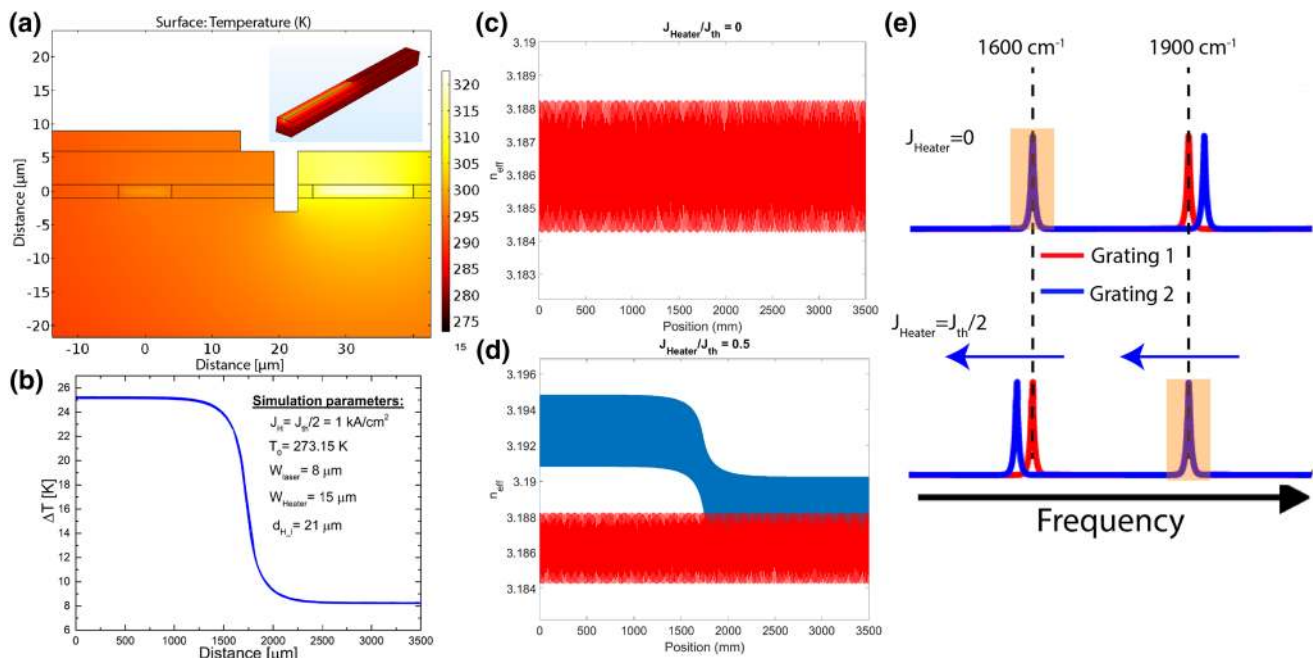 (a)
Surface: Temperature (K)
Distance [µm]
20
15
10
5
0
-5
-10
-15
-20
-10
0
10
20
30
Distance [µm]
320
315
310
305
300
295
290
285
280
275
15
(b)
ΔT [K]
26
24
22
20
18
16
14
12
10
8
6
0
500
1000
1500
2000
2500
3000
3500
Distance [µm]
Simulation parameters:
J_H= J_th/2 = 1 kA/cm²
T_0= 273.15 K
W_laser= 8 µm
W_Heater= 15 µm
d_H_i= 21 µm
(c)
J_Heater/J_th = 0
n_eff
3.19
3.189
3.188
3.187
3.186
3.185
3.184
3.183
0
500
1000
1500
2000
2500
3000
3500
Position (mm)
(d)
J_Heater/J_th = 0.5
n_eff
3.196
3.194
3.192
3.19
3.188
3.186
3.184
0
500
1000
1500
2000
2500
3000
3500
Position (mm)
(e)
1600 cm⁻¹
1900 cm⁻¹
J_Heater=0
Grating 1
Grating 2
J_Heater=J_th/2
Frequency